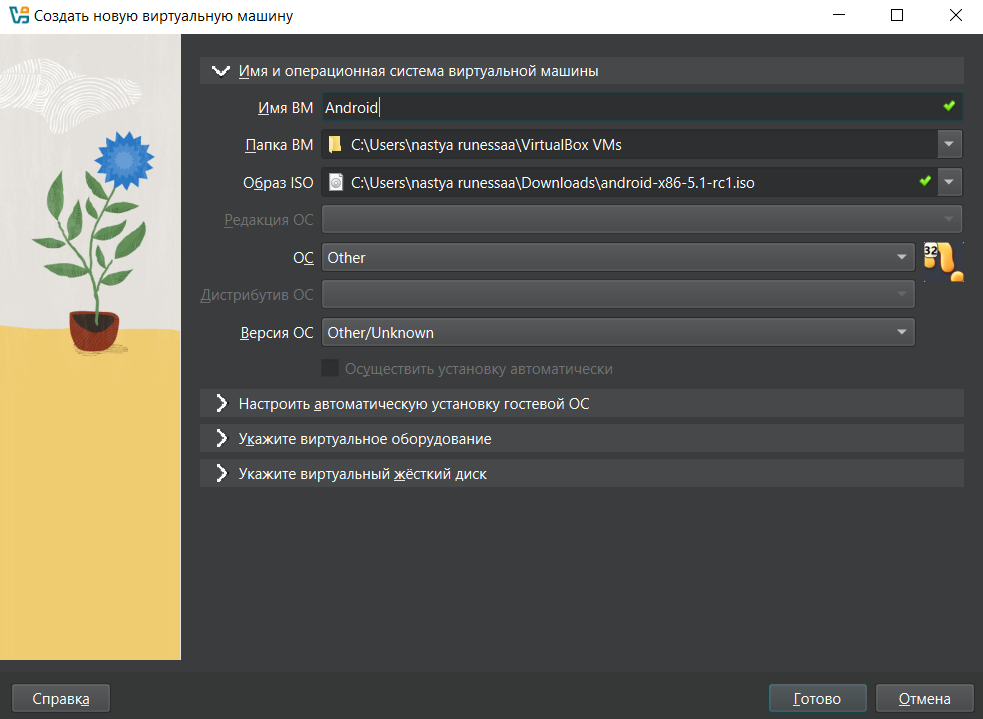 Создать новую виртуальную машину
Имя и операционная система виртуальной машины
Имя ВМ Android
Папка ВМ C:\Users\nastya runessaa\VirtualBox VMs
Образ ISO C:\Users\nastya runessaa\Downloads\android-x86-5.1-rc1.iso
Редакция ОС
ОС Other 32
Дистрибутив ОС
Версия ОС Other/Unknown
Осуществить установку автоматически
Настроить автоматическую установку гостевой ОС
Укажите виртуальное оборудование
Укажите виртуальный жёсткий диск
Справка Готово Отмена